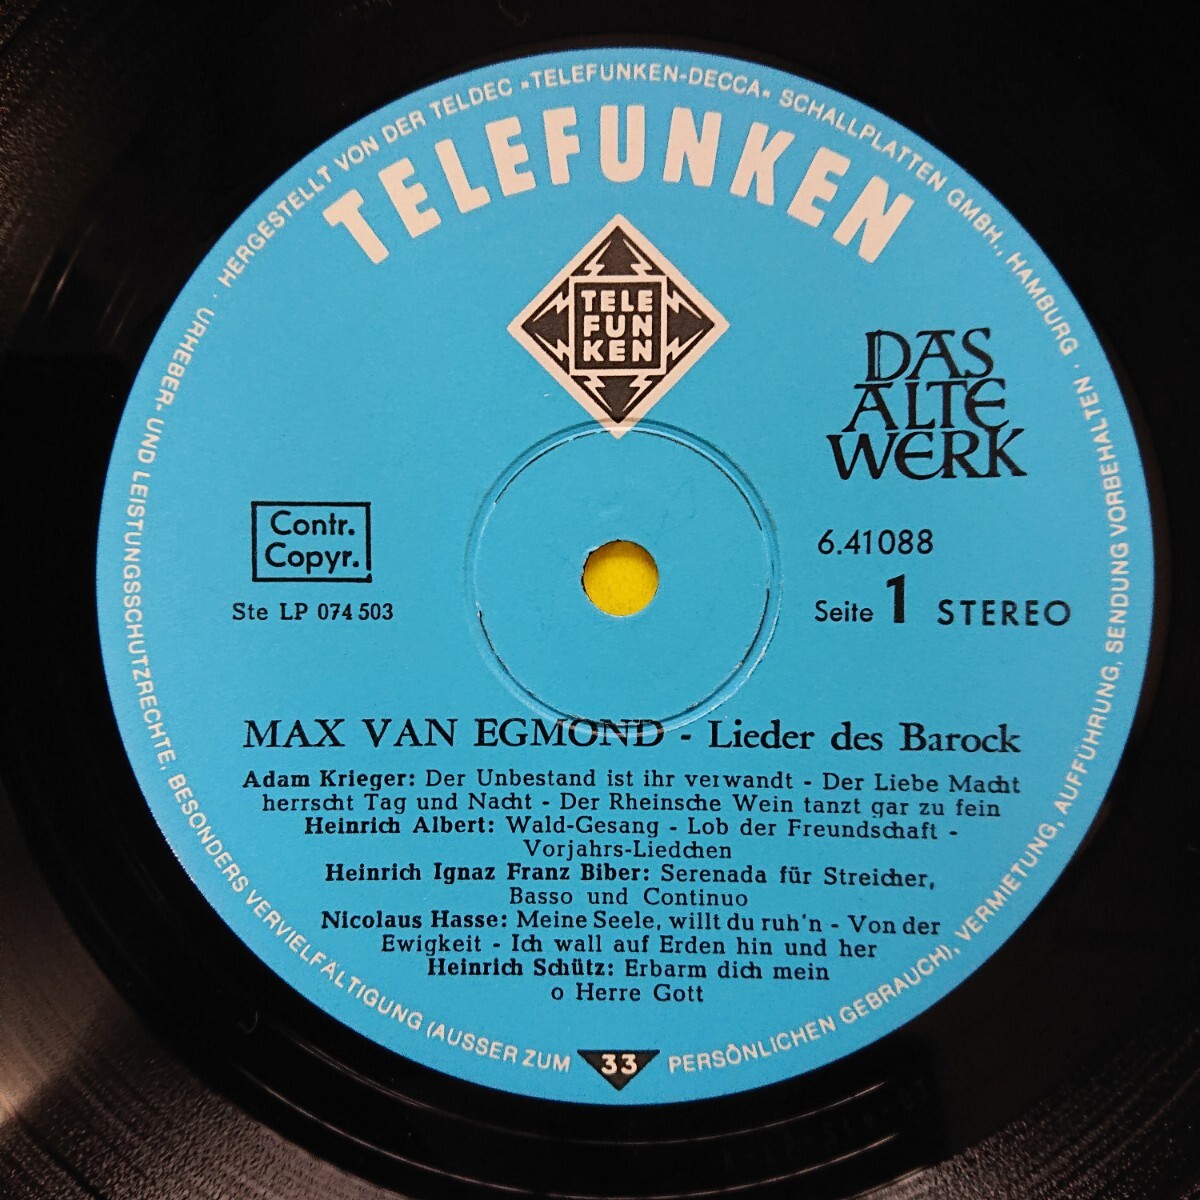 HERGESTELLT VON DER TELDEC »TELEFUNKEN-DECCA« SCHALLPLATTEN GMBH., HAMBURG · URHEBER- UND LEISTUNGSSCHUTZRECHTE, BESONDERS VERVIELFÄLTIGUNG (AUSSER ZUM PERSÖNLICHEN GEBRAUCH), VERMIETUNG, AUFFÜHRUNG, SENDUNG VORBEHALTEN ·
TELEFUNKEN
TELE
FUN
KEN
DAS
ALTE
WERK
Contr.
Copyr.
Ste LP 074 503
6.41088
Seite 1 STEREO
MAX VAN EGMOND - Lieder des Barock
Adam Krieger: Der Unbestand ist ihr verwandt - Der Liebe Macht
herrscht Tag und Nacht - Der Rheinsche Wein tanzt gar zu fein
Heinrich Albert: Wald-Gesang - Lob der Freundschaft -
Vorjahrs-Liedchen
Heinrich Ignaz Franz Biber: Serenada für Streicher,
Basso und Continuo
Nicolaus Hasse: Meine Seele, willt du ruh'n - Von der
Ewigkeit - Ich wall auf Erden hin und her
Heinrich Schütz: Erbarm dich mein
o Herre Gott
33